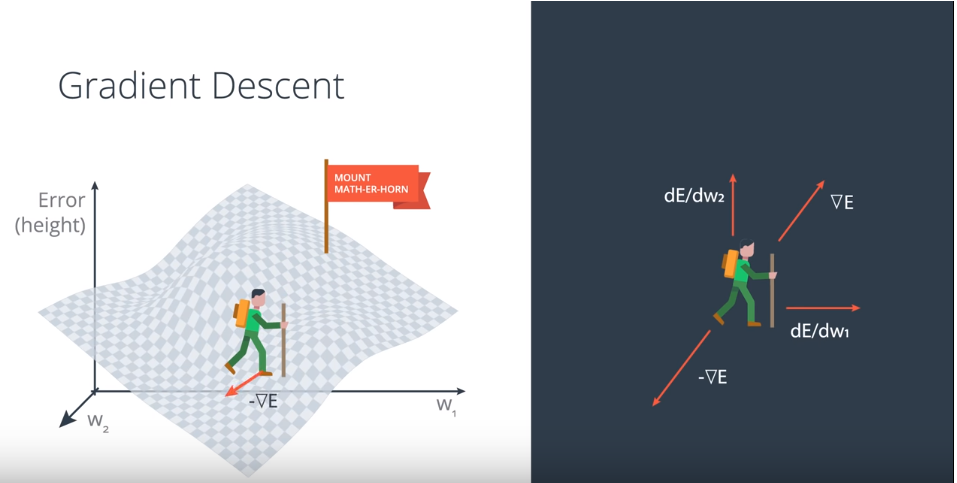 Gradient Descent
MOUNT
MATH-ER-HORN
Error
(height)
-∇E
W₁
W₂
dE/dw₂
∇E
dE/dw₁
-∇E